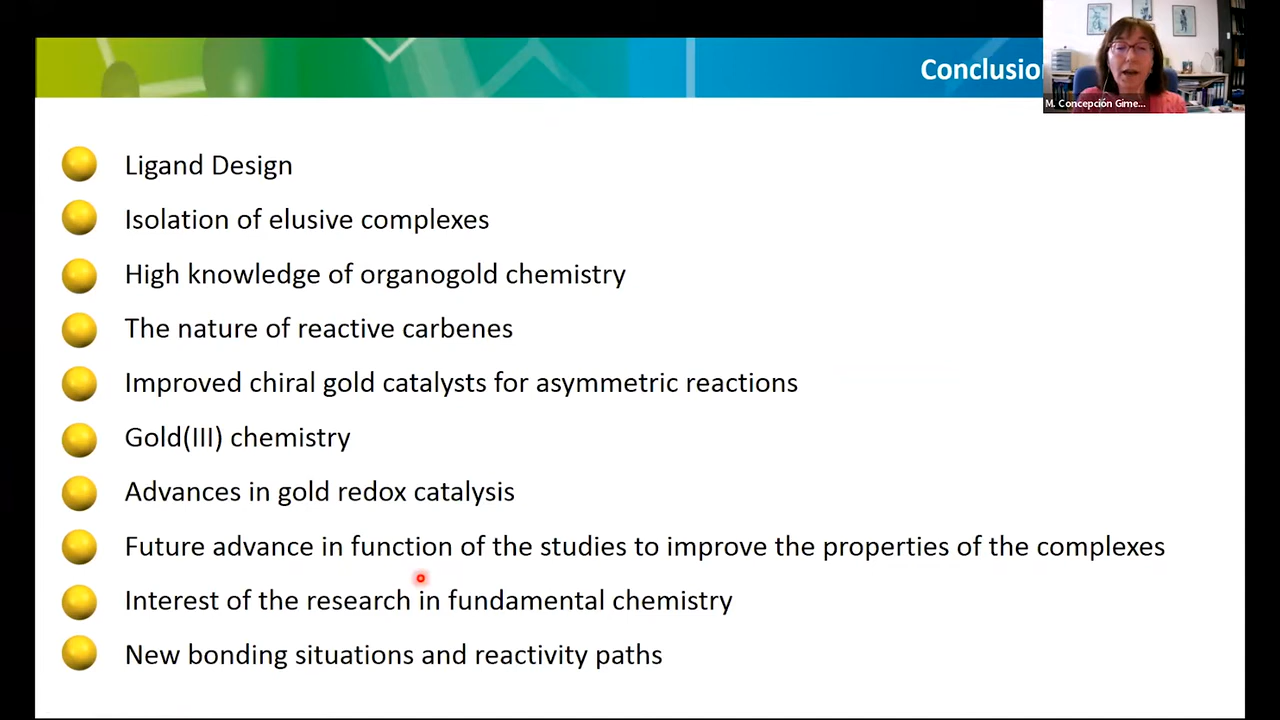 Conclusio
M. Concepción Gime...
Ligand Design
Isolation of elusive complexes
High knowledge of organogold chemistry
The nature of reactive carbenes
Improved chiral gold catalysts for asymmetric reactions
Gold(III) chemistry
Advances in gold redox catalysis
Future advance in function of the studies to improve the properties of the complexes
Interest of the research in fundamental chemistry
New bonding situations and reactivity paths